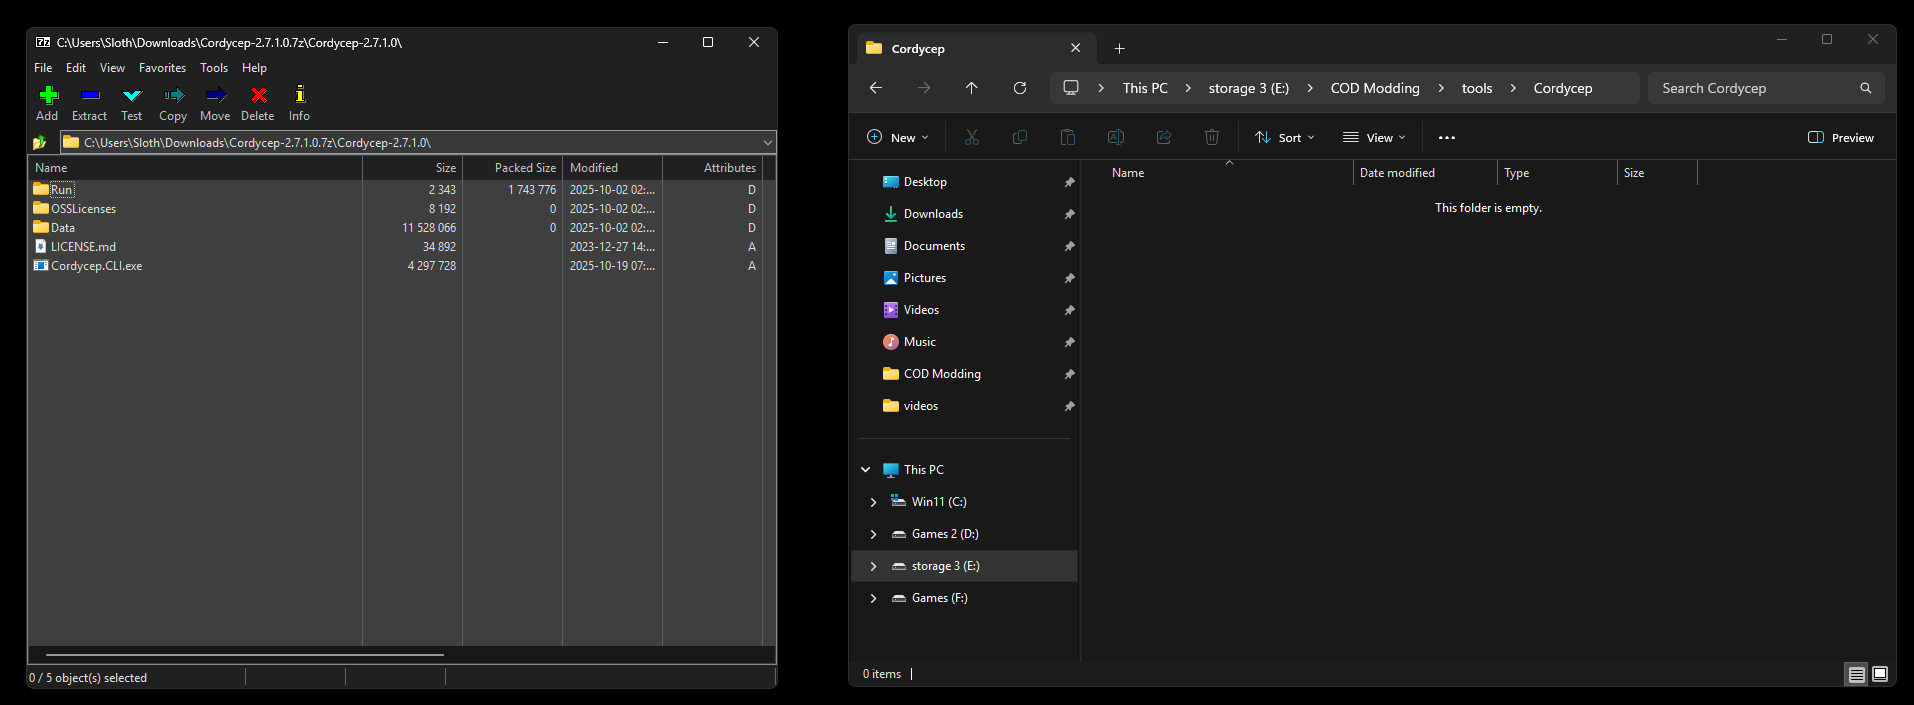 C:\Users\Sloth\Downloads\Cordycep-2.7.1.0.7z\Cordycep-2.7.1.0\
File Edit View Favorites Tools Help
Add Extract Test Copy Move Delete Info
C:\Users\Sloth\Downloads\Cordycep-2.7.1.0.7z\Cordycep-2.7.1.0\
Name Size Packed Size Modified Attributes
Run 2 343 1 743 776 2025-10-02 02:... D
OSSLicenses 8 192 0 2025-10-02 02:... D
Data 11 528 066 0 2025-10-02 02:... D
LICENSE.md 34 892 2023-12-27 14:... A
Cordycep.CLI.exe 4 297 728 2025-10-19 07:... A
0 / 5 object(s) selected
Cordycep
This PC > storage 3 (E:) > COD Modding > tools > Cordycep
Search Cordycep
New Sort View ... Preview
Desktop
Downloads
Documents
Pictures
Videos
Music
COD Modding
videos
This PC
Win11 (C:)
Games 2 (D:)
storage 3 (E:)
Games (F:)
Name Date modified Type Size
This folder is empty.
0 items